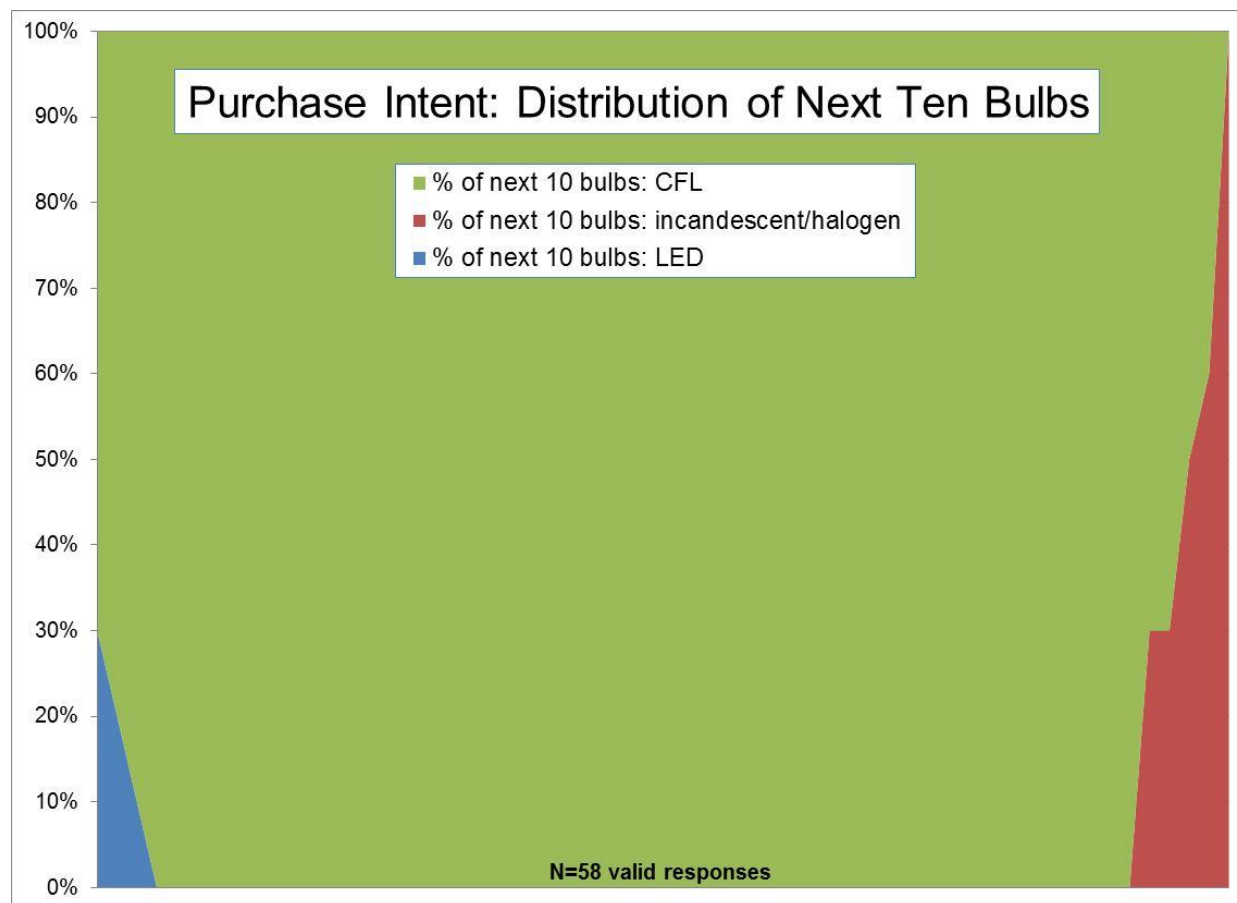 100%
90%
80%
70%
60%
50%
40%
30%
20%
10%
0%
Purchase Intent: Distribution of Next Ten Bulbs
% of next 10 bulbs: CFL
% of next 10 bulbs: incandescent/halogen
% of next 10 bulbs: LED
N=58 valid responses